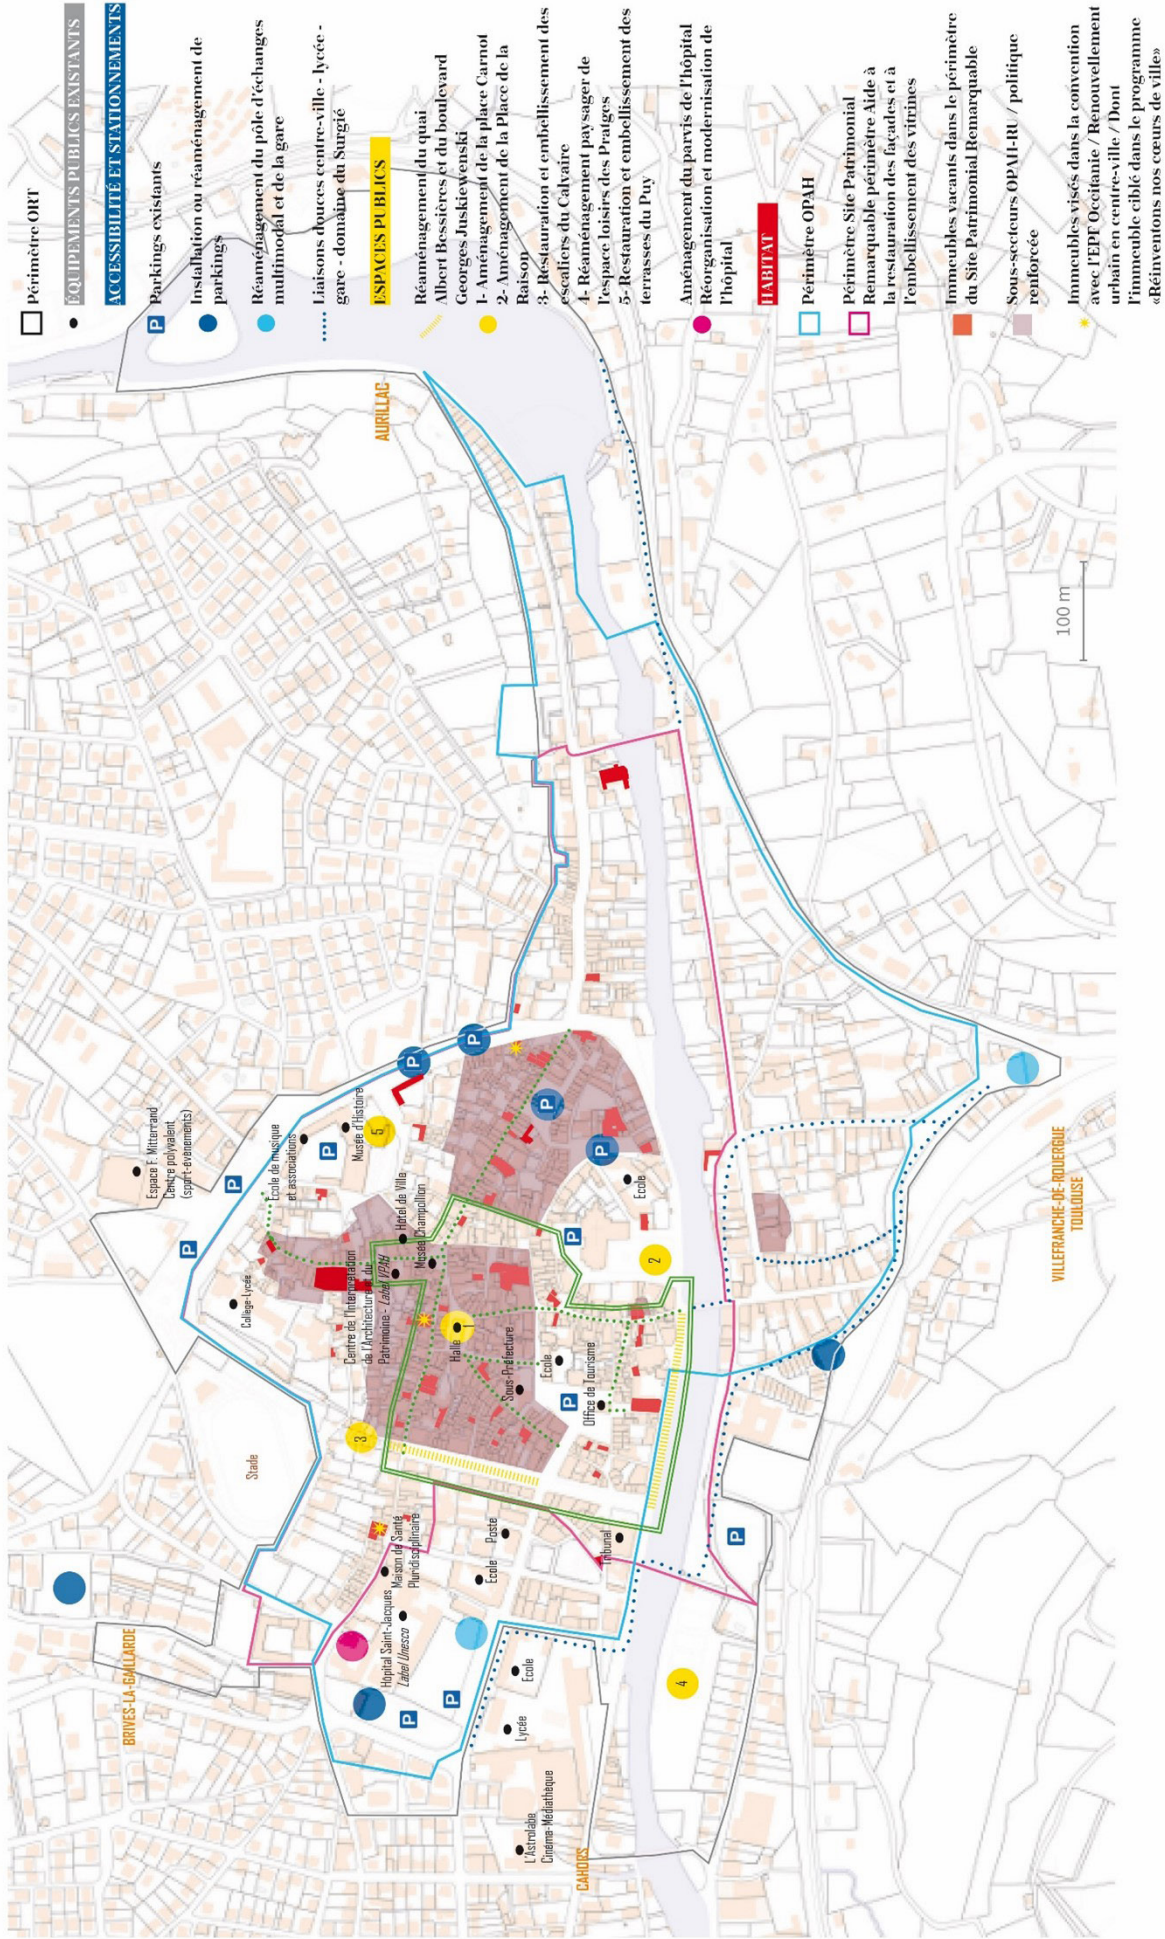 Périmètre ORT
ÉQUIPEMENTS PUBLICS EXISTANTS
ACCESSIBILITÉ ET STATIONNEMENTS
P
Parkings existants
Installation ou réaménagement de
parkings
Réaménagement du pôle d'échanges
multimodal et de la gare
Liaisons douces centre-ville - lycée -
gare - domaine du Surgié
ESPACES PUBLICS
Réaménagement du quai
Albert Bessières et du boulevard
Georges Juskiewenski
1- Aménagement de la place Carnot
2- Aménagement de la Place de la
Raison
3- Restauration et embellissement des
escaliers du Calvaire
4- Réaménagement paysager de
l'espace loisirs des Pratges
5- Restauration et embellissement des
terrasses du Puy
Aménagement du parvis de l'hôpital
Réorganisation et modernisation de
l'hôpital
HABITAT
Périmètre OPAH
Périmètre Site Patrimonial
Remarquable périmètre Aide à
la restauration des façades et à
l'embellissement des vitrines
Immeubles vacants dans le périmètre
du Site Patrimonial Remarquable
Sous-secteurs OPAH-RU / politique
renforcée
Immeubles visés dans la convention
avec l'EPF Occitanie / Renouvellement
urbain en centre-ville / Dont
l'immeuble ciblé dans le programme
«Réinventons nos cœurs de ville»
BRIVES-LA-GAILLARDE
AURILLAC
Espace F. Mitterrand
Centre polyvalent
(sport-évènements)
P
P
Ecole de musique
et associations
P
Musée d'Histoire
5
P
P
Collège-Lycée
Stade
Centre de l'Interprétation
de l'Architecture et du
Patrimoine - Label VPAH
Hôtel de Ville
Musée Champollion
3
Halle
1
Sous-Préfecture
Ecole
P
Office de Tourisme
P
P
P
Ecole
2
Maison de Santé
Pluridisciplinaire
Hôpital Saint-Jacques
Label Unesco
Poste
Ecole
Tribunal
P
P
P
Ecole
Lycée
L'Astrolabe
Cinéma-Médiathèque
4
CAHORS
VILLEFRANCHE-DE-ROUERGUE
TOULOUSE
100 m